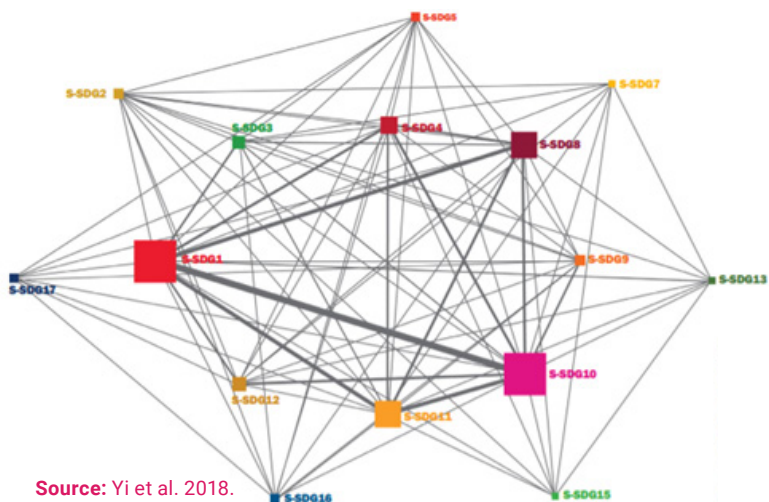 S-SDG5
S-SDG7
S-SDG2
S-SDG3
S-SDG4
S-SDG8
S-SDG1
S-SDG9
S-SDG17
S-SDG13
S-SDG10
S-SDG12
S-SDG11
Source: Yi et al. 2018.
S-SDG16
S-SDG15